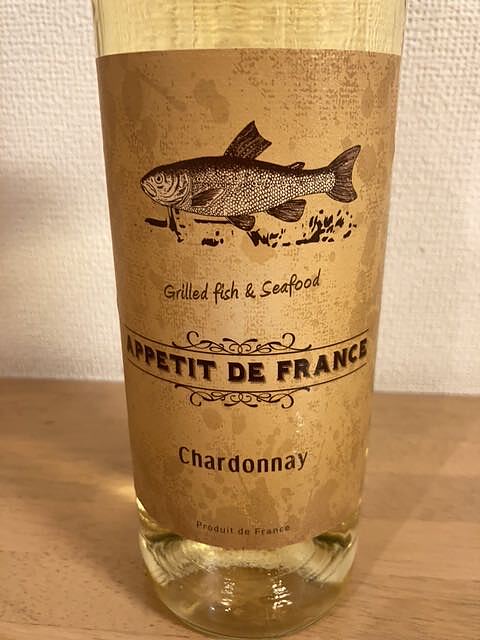 Grilled fish & Seafood
APPETIT DE FRANCE
Chardonnay
Produit de France